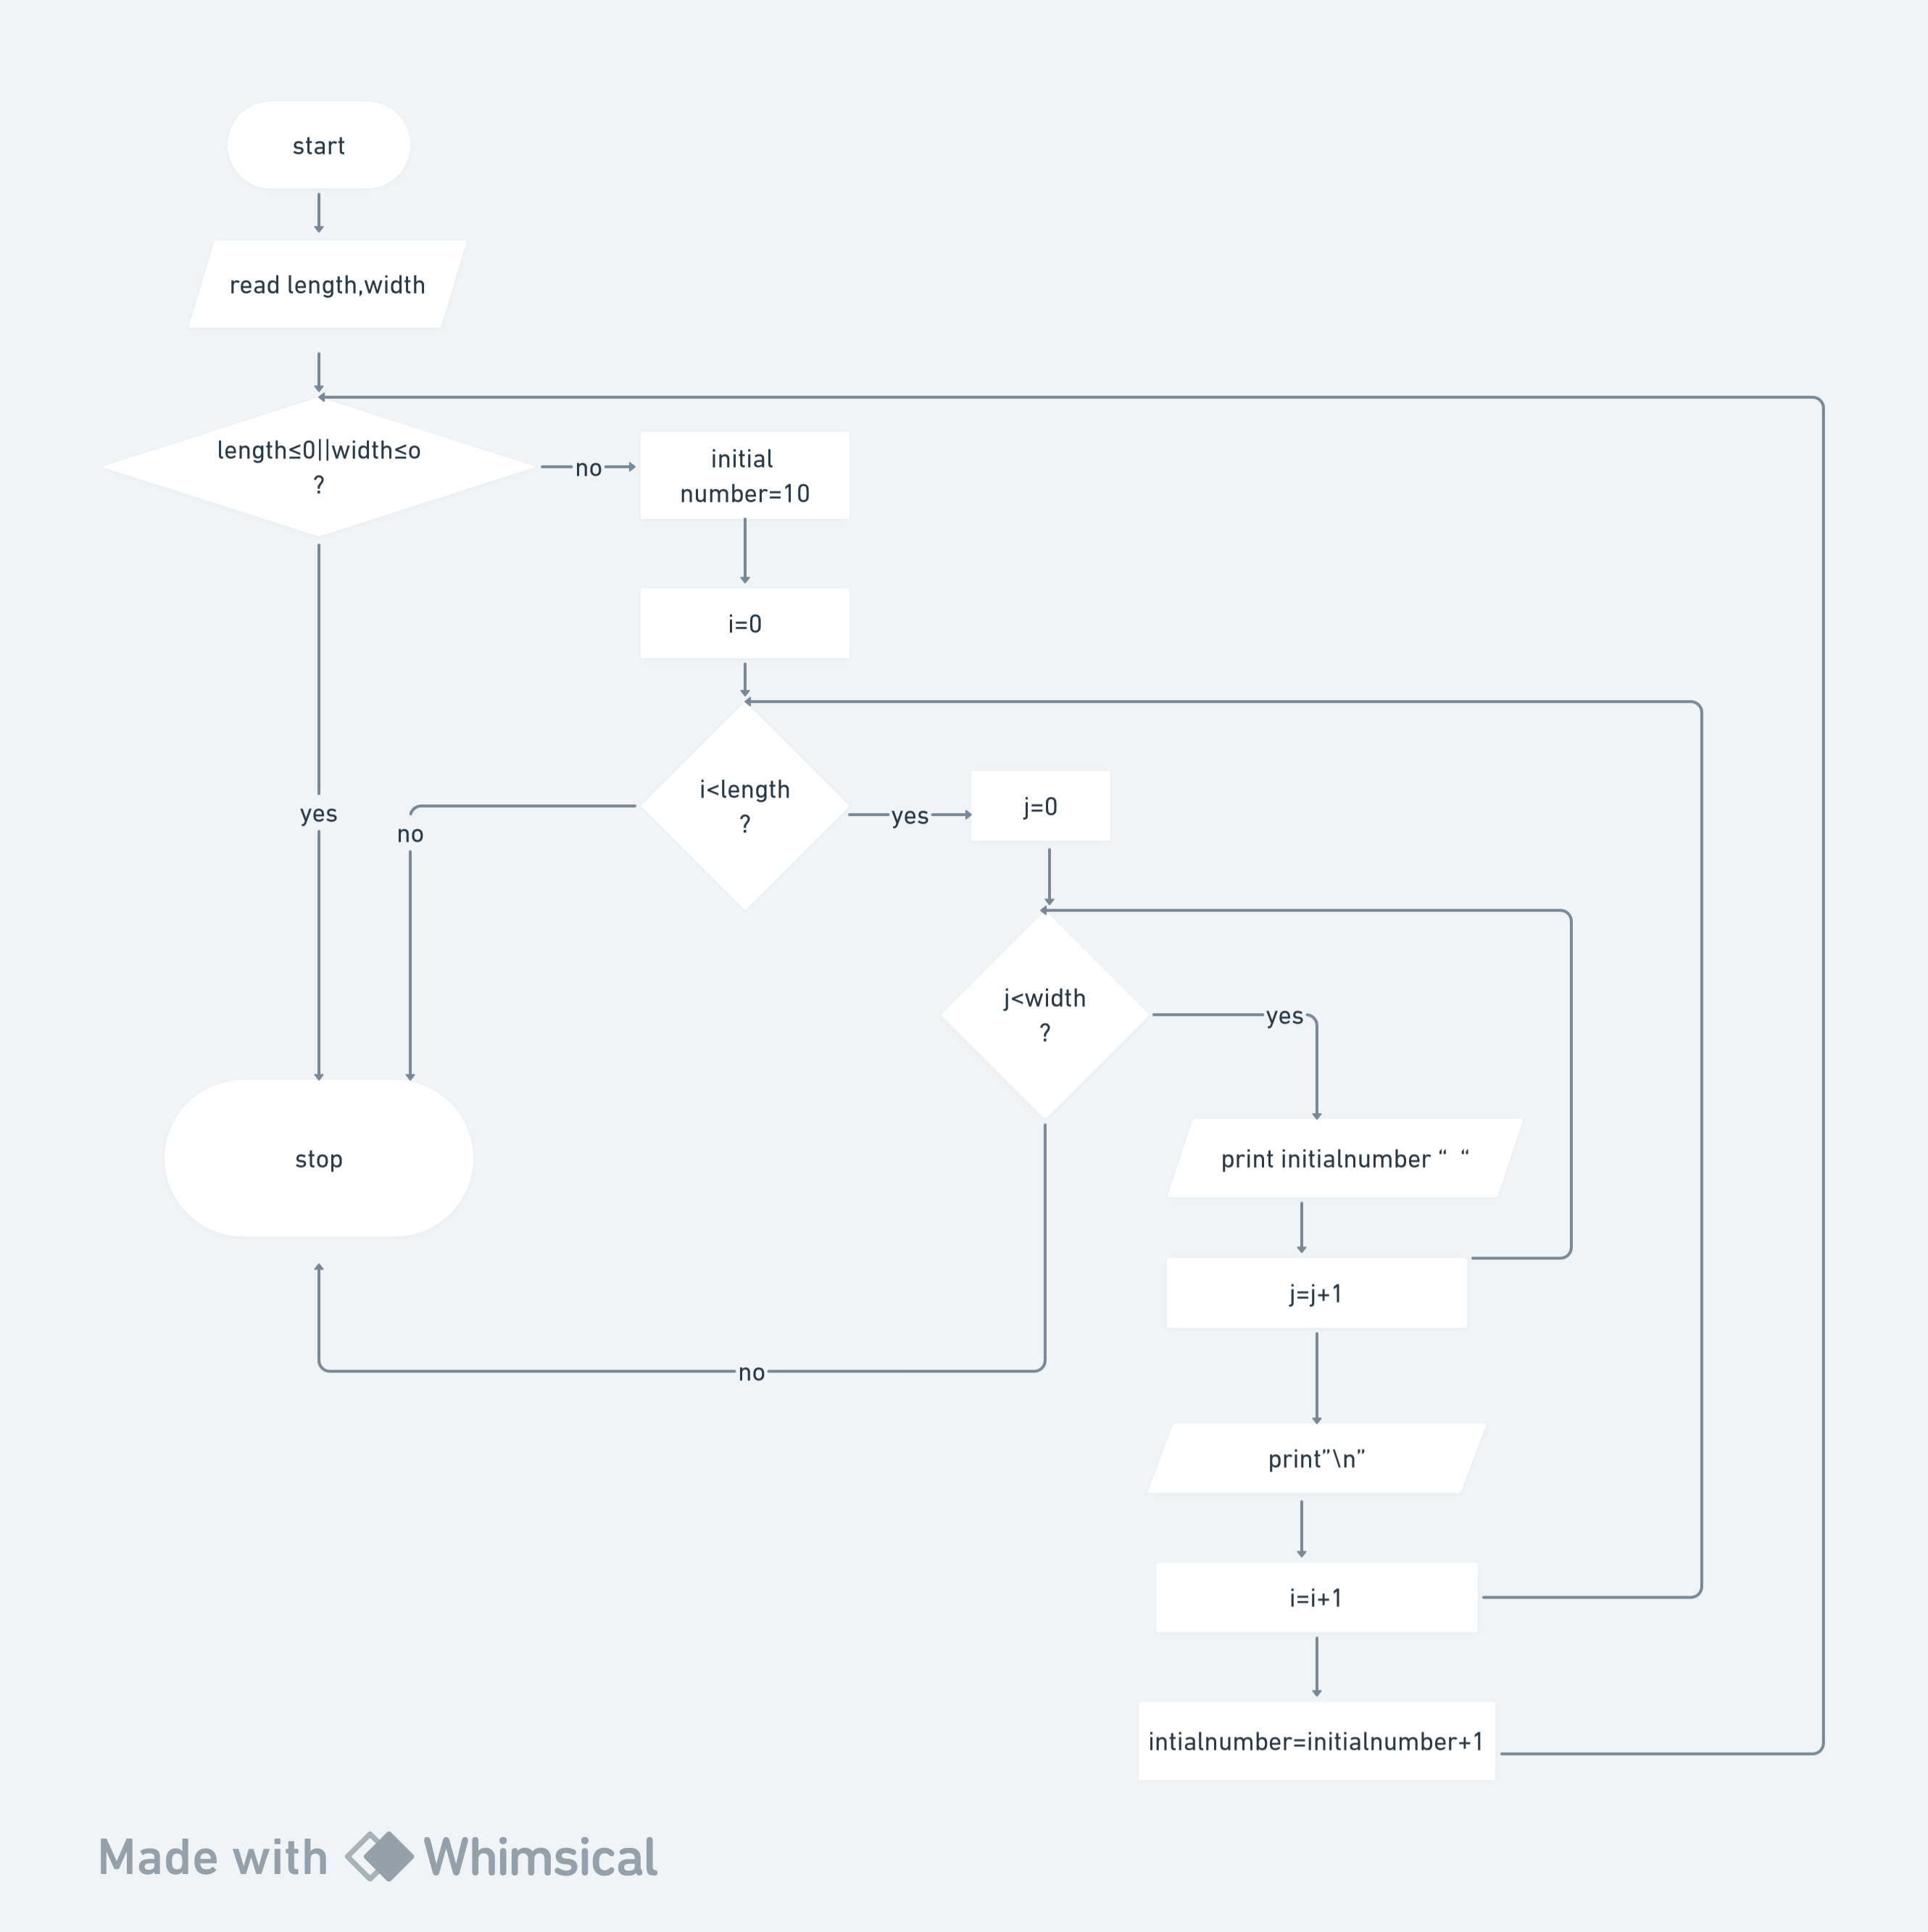 start
read length,width
length≤0||width≤o
?
no
initial
number=10
i=0
i<length
?
yes
j=0
yes
no
j<width
?
yes
print initialnumber “  “
stop
j=j+1
no
print”\n”
i=i+1
intialnumber=initialnumber+1
Made with Whimsical